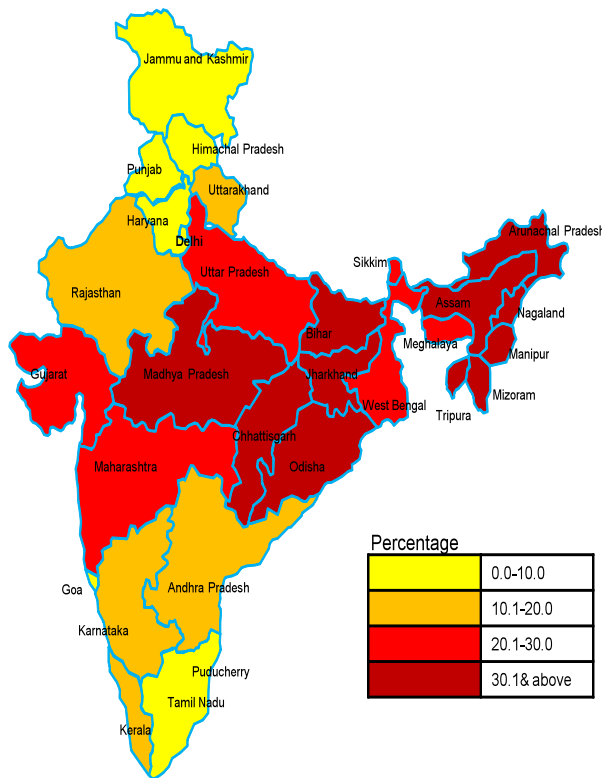 Jammu and Kashmir
Himachal Pradesh
Punjab
Uttarakhand
Haryana
Delhi
Arunachal Pradesh
Sikkim
Uttar Pradesh
Rajasthan
Assam
Nagaland
Bihar
Meghalaya
Manipur
Gujarat
Madhya Pradesh
Jharkhand
Mizoram
West Bengal
Tripura
Chhattisgarh
Maharashtra
Odisha
Percentage
0.0-10.0
10.1-20.0
20.1-30.0
30.1& above
Goa
Andhra Pradesh
Karnataka
Puducherry
Tamil Nadu
Kerala